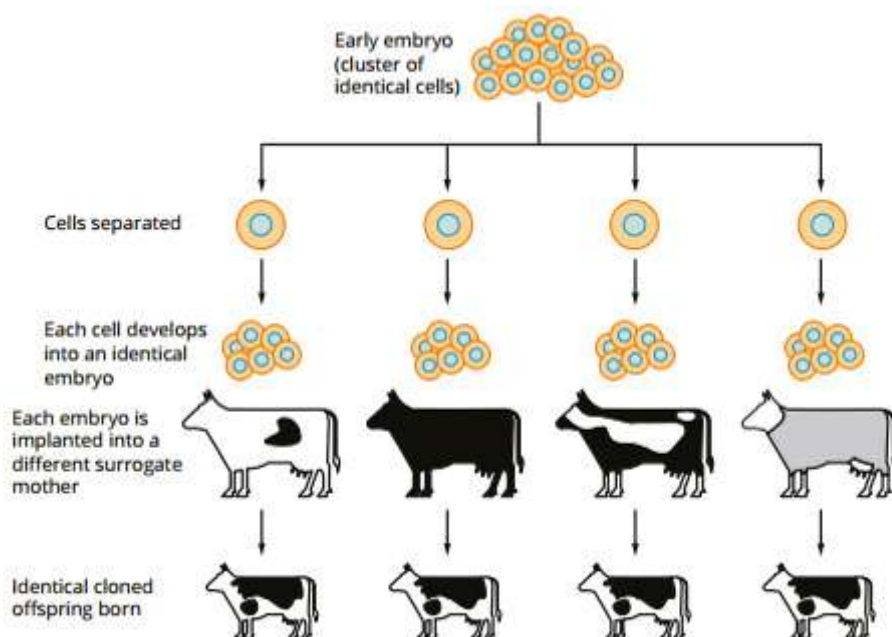 Early embryo
(cluster of
identical cells)
Cells separated
Each cell develops
into an identical
embryo
Each embryo is
implanted into a
different surrogate
mother
Identical cloned
offspring born